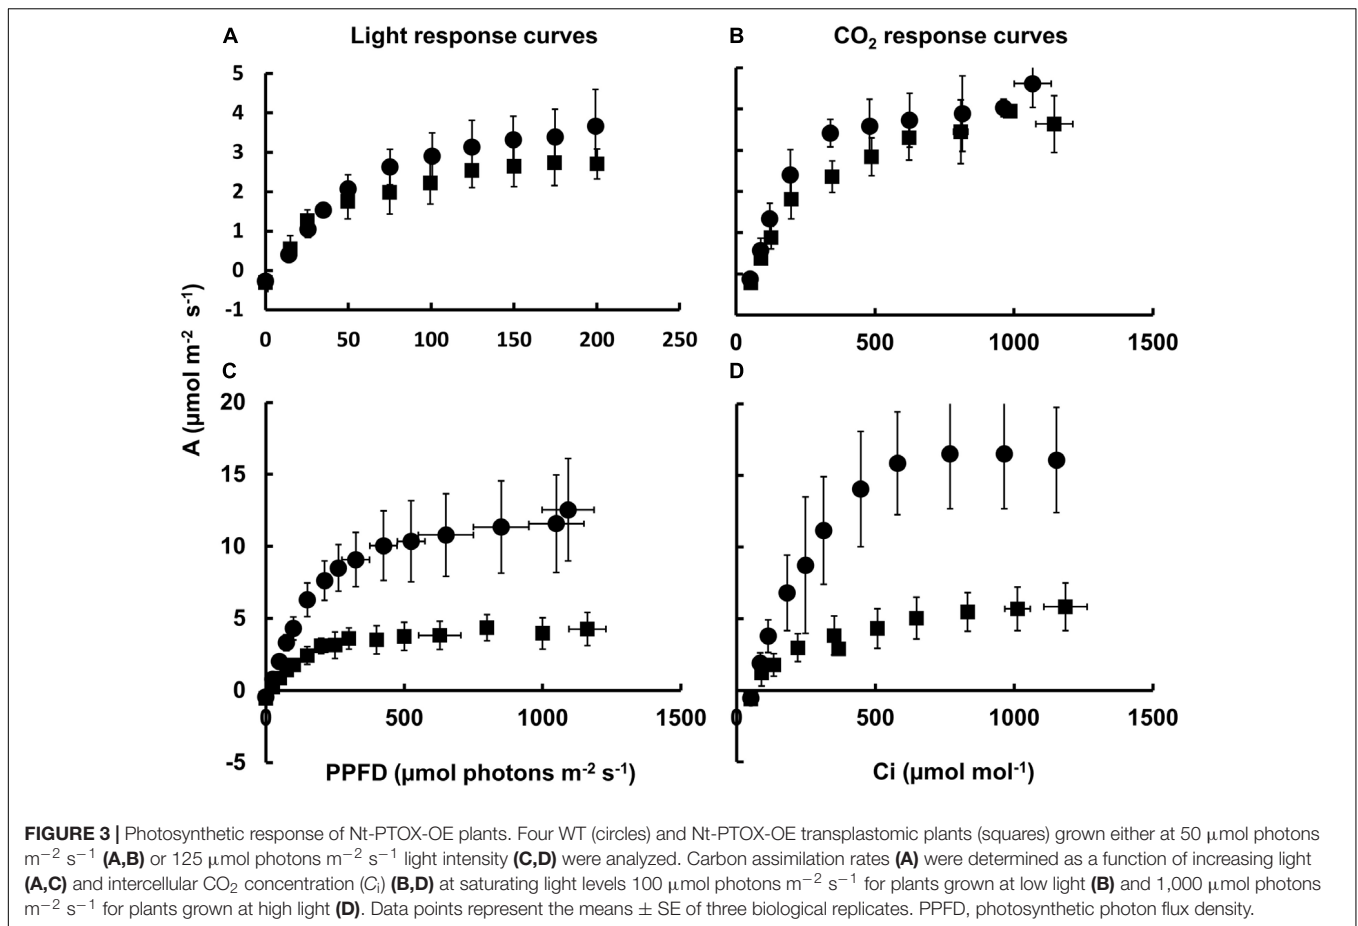 A Light response curves
B CO₂ response curves
5
4
3
2
1
0
-1
0 50 100 150 200 250
0 500 1000 1500
A (µmol m⁻² s⁻¹)
C
D
20
15
10
5
0
-5
0 500 1000 1500
0 500 1000 1500
PPFD (µmol photons m⁻² s⁻¹)
Ci (µmol mol⁻¹)
FIGURE 3 | Photosynthetic response of Nt-PTOX-OE plants. Four WT (circles) and Nt-PTOX-OE transplastomic plants (squares) grown either at 50 µmol photons
m⁻² s⁻¹ (A,B) or 125 µmol photons m⁻² s⁻¹ light intensity (C,D) were analyzed. Carbon assimilation rates (A) were determined as a function of increasing light
(A,C) and intercellular CO₂ concentration (Cᵢ) (B,D) at saturating light levels 100 µmol photons m⁻² s⁻¹ for plants grown at low light (B) and 1,000 µmol photons
m⁻² s⁻¹ for plants grown at high light (D). Data points represent the means ± SE of three biological replicates. PPFD, photosynthetic photon flux density.